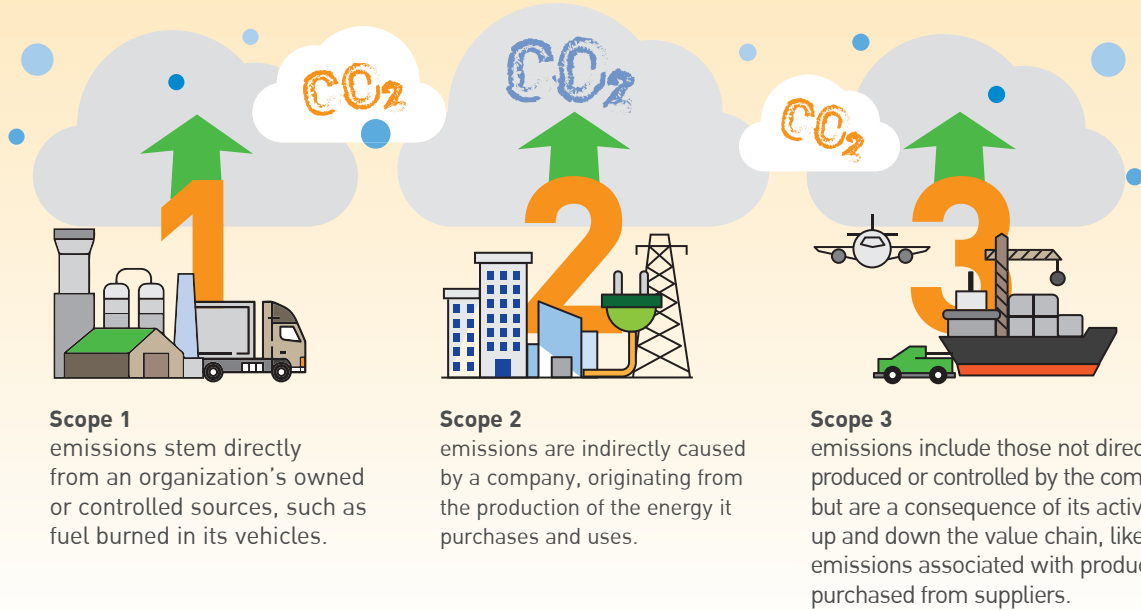 CO2
CO2
CO2
1
2
3
Scope 1
emissions stem directly
from an organization's owned
or controlled sources, such as
fuel burned in its vehicles.
Scope 2
emissions are indirectly caused
by a company, originating from
the production of the energy it
purchases and uses.
Scope 3
emissions include those not
produced or controlled by the
but are a consequence of its
up and down the value chain, like
emissions associated with
purchased from suppliers.